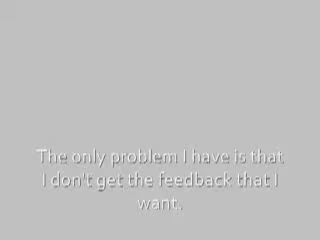 The only problem I have is that
I don't get the feedback that I
want.